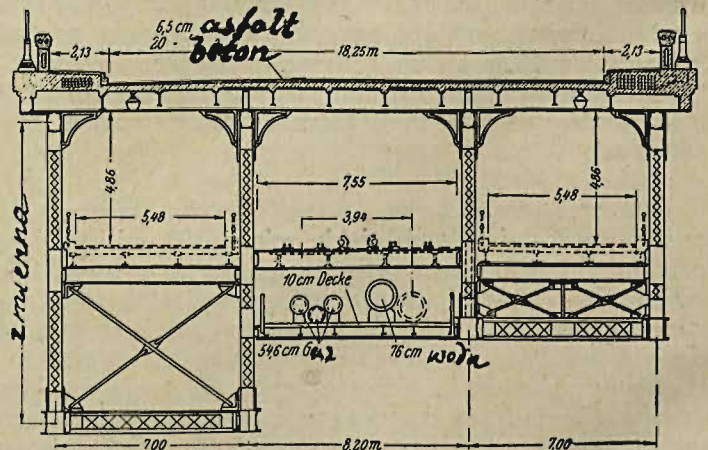 6,5 cm asfalt
20 - " beton
2,13 18,25 m 2,13
4,86 4,86
7,55
5,48 3,94 5,48
zmienna
10 cm Decke
54,6 cm Gaz 76 cm woda
7,00 8,20 m 7,00